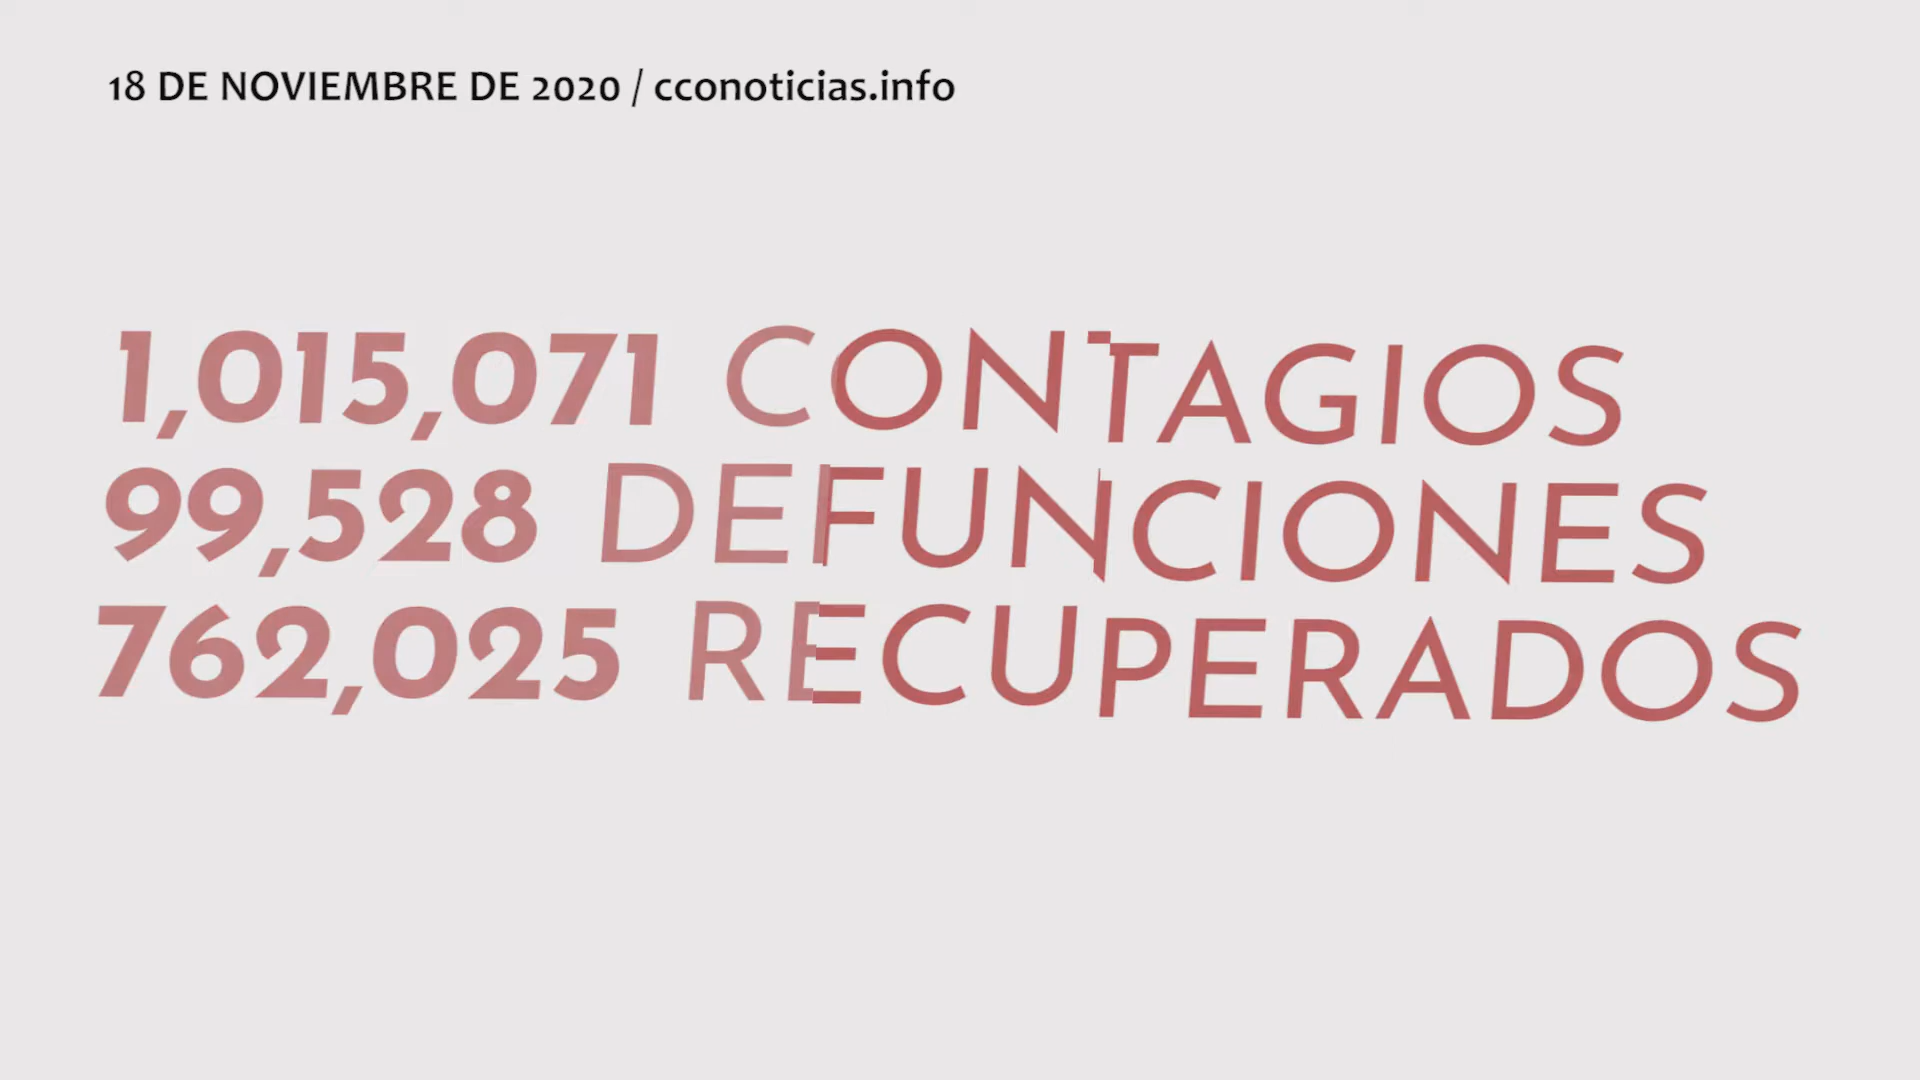 18 DE NOVIEMBRE DE 2020 / cconoticias.info
1,015,071 CONTAGIOS
99,528 DEFUNCIONES
762,025 RECUPERADOS